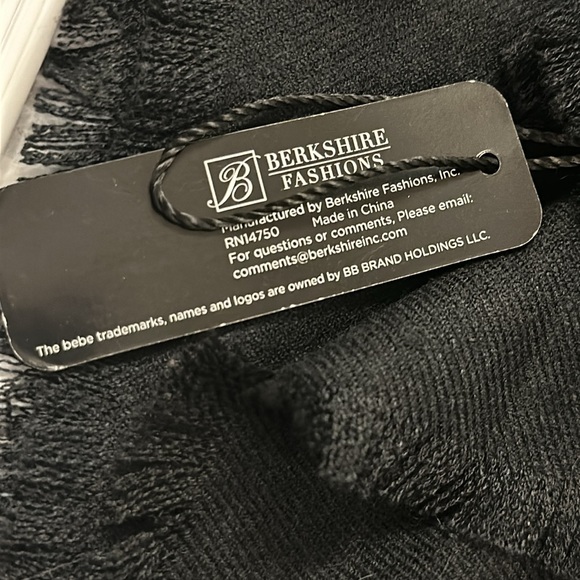 B
BERKSHIRE
FASHIONS
Manufactured by Berkshire Fashions, Inc.
RN14750 Made in China
For questions or comments, Please email:
comments@berkshireinc.com
The bebe trademarks, names and logos are owned by BB BRAND HOLDINGS LLC.